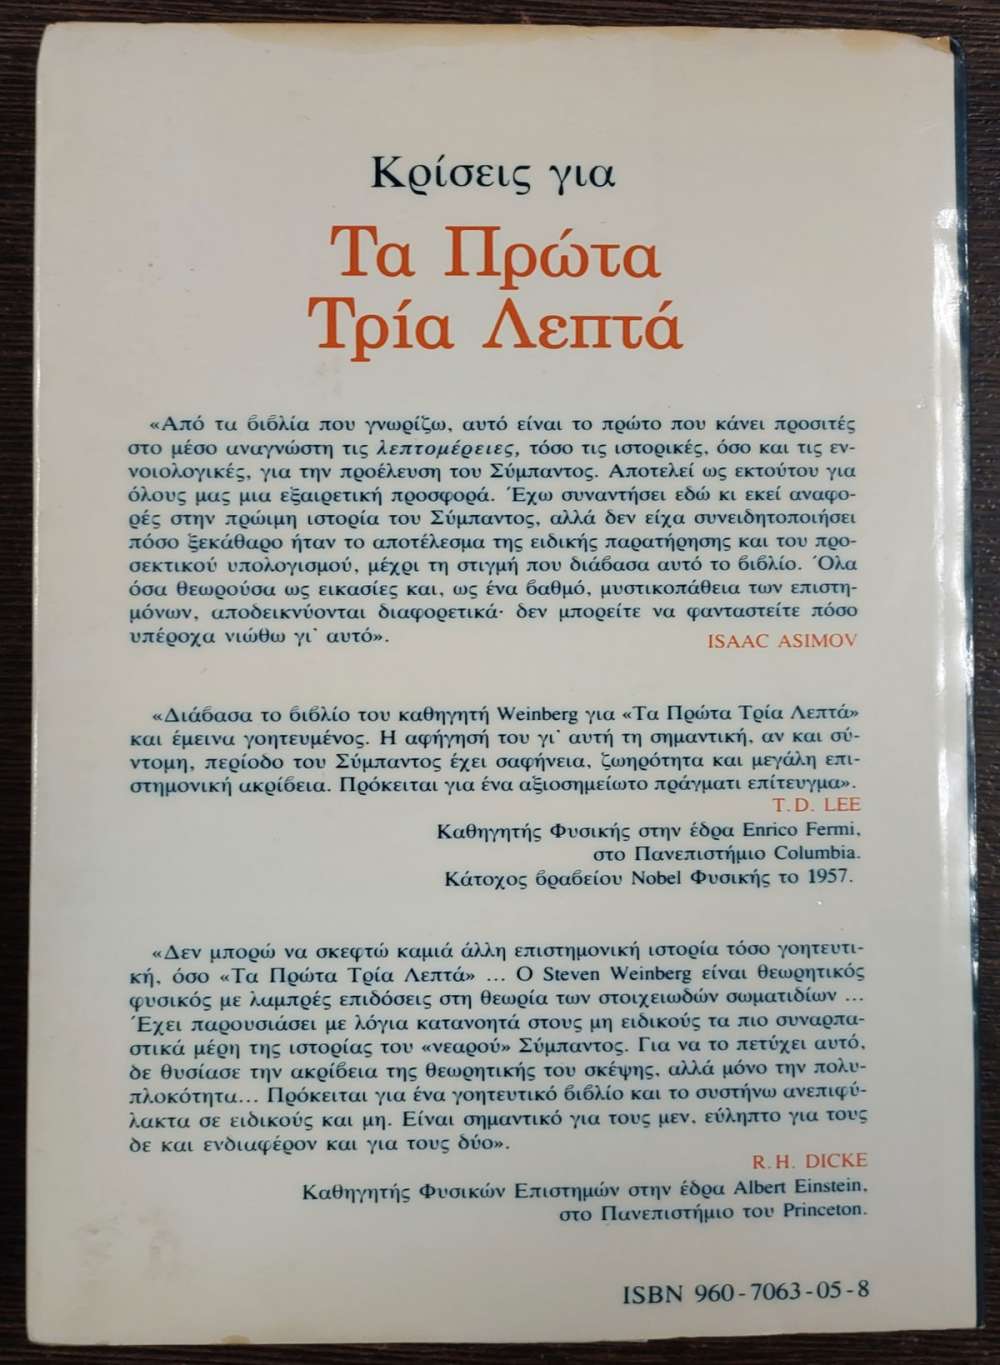 Κρίσεις για
Τα Πρώτα
Τρία Λεπτά
«Από τα βιβλία που γνωρίζω, αυτό είναι το πρώτο που κάνει προσιτές
στο μέσο αναγνώστη τις λεπτομέρειες, τόσο τις ιστορικές, όσο και τις εν-
νοιολογικές, για την προέλευση του Σύμπαντος. Αποτελεί ως εκτούτου για
όλους μας μια εξαιρετική προσφορά. Έχω συναντήσει εδώ κι εκεί αναφο-
ρές στην πρώιμη ιστορία του Σύμπαντος, αλλά δεν είχα συνειδητοποιήσει
πόσο ξεκάθαρο ήταν το αποτέλεσμα της ειδικής παρατήρησης και του προ-
σεκτικού υπολογισμού, μέχρι τη στιγμή που διάβασα αυτό το βιβλίο. Όλα
όσα θεωρούσα ως εικασίες και, ως ένα βαθμό, μυστικοπάθεια των επιστη-
μόνων, αποδεικνύονται διαφορετικά· δεν μπορείτε να φανταστείτε πόσο
υπέροχα νιώθω γι' αυτό».
ISAAC ASIMOV
«Διάβασα το βιβλίο του καθηγητή Weinberg για «Τα Πρώτα Τρία Λεπτά»
και έμεινα γοητευμένος. Η αφήγησή του γι' αυτή τη σημαντική, αν και σύ-
ντομη, περίοδο του Σύμπαντος έχει σαφήνεια, ζωηρότητα και μεγάλη επι-
στημονική ακρίβεια. Πρόκειται για ένα αξιοσημείωτο πράγματι επίτευγμα».
T.D. LEE
Καθηγητής Φυσικής στην έδρα Enrico Fermi,
στο Πανεπιστήμιο Columbia.
Κάτοχος βραβείου Nobel Φυσικής το 1957.
«Δεν μπορώ να σκεφτώ καμιά άλλη επιστημονική ιστορία τόσο γοητευτι-
κή, όσο «Τα Πρώτα Τρία Λεπτά» ... Ο Steven Weinberg είναι θεωρητικός
φυσικός με λαμπρές επιδόσεις στη θεωρία των στοιχειωδών σωματιδίων ...
Έχει παρουσιάσει με λόγια κατανοητά στους μη ειδικούς τα πιο συναρπα-
στικά μέρη της ιστορίας του «νεαρού» Σύμπαντος. Για να το πετύχει αυτό,
δε θυσίασε την ακρίβεια της θεωρητικής του σκέψης, αλλά μόνο την πολυ-
πλοκότητα... Πρόκειται για ένα γοητευτικό βιβλίο και το συστήνω ανεπιφύ-
λακτα σε ειδικούς και μη. Είναι σημαντικό για τους μεν, εύληπτο για τους
δε και ενδιαφέρον και για τους δύο».
R.H. DICKE
Καθηγητής Φυσικών Επιστημών στην έδρα Albert Einstein,
στο Πανεπιστήμιο του Princeton.
ISBN 960-7063-05-8